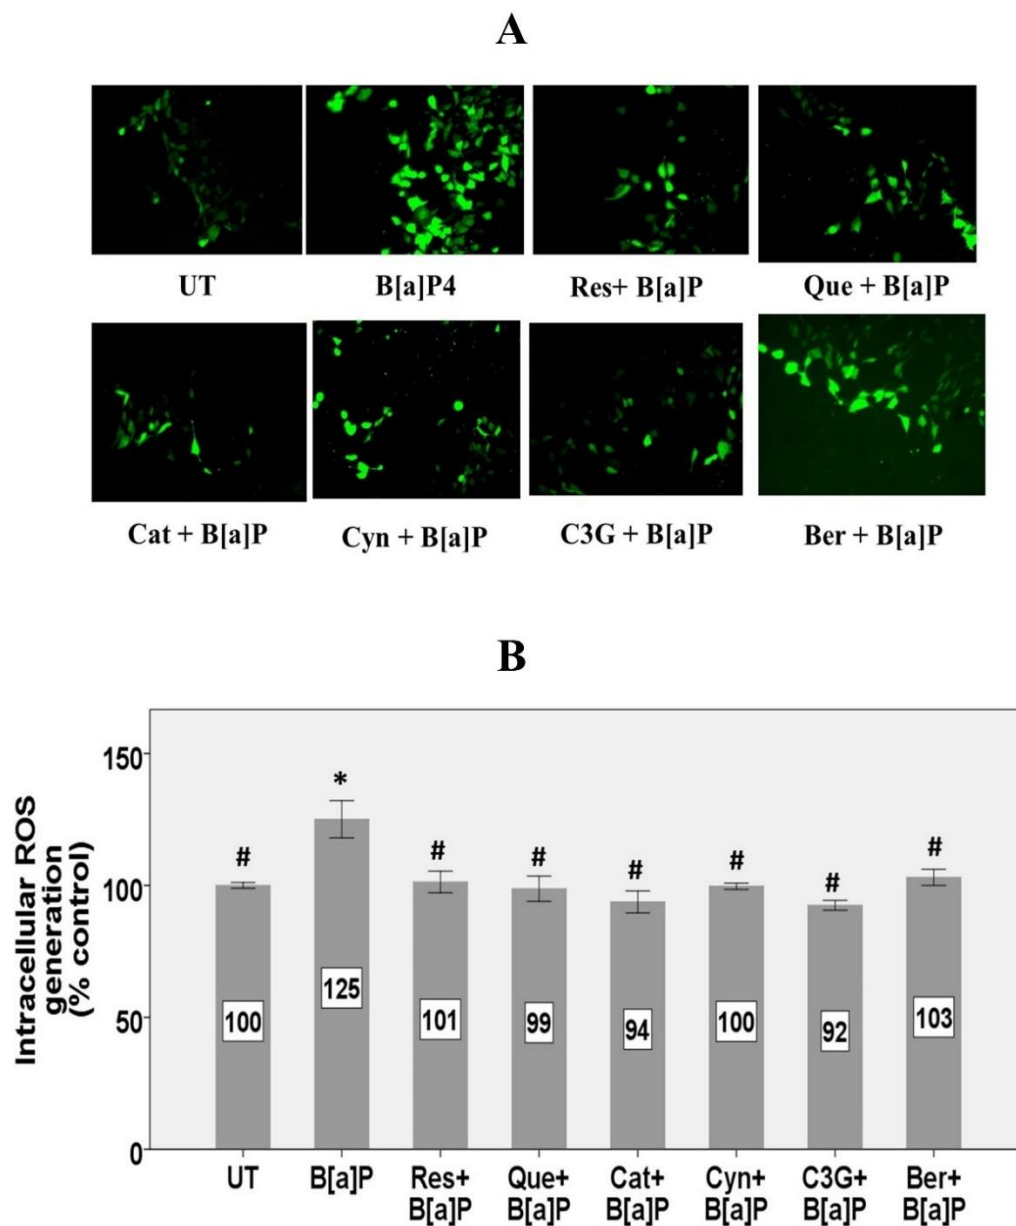 A
UT B[a]P4 Res+ B[a]P Que + B[a]P
Cat + B[a]P Cyn + B[a]P C3G + B[a]P Ber + B[a]P
B
Intracellular ROS
generation
(% control)
150
100
50
0
* 
# # # # # # #
100 125 101 99 94 100 92 103
UT B[a]P Res+ Que+ Cat+ Cyn+ C3G+ Ber+
B[a]P B[a]P B[a]P B[a]P B[a]P B[a]P